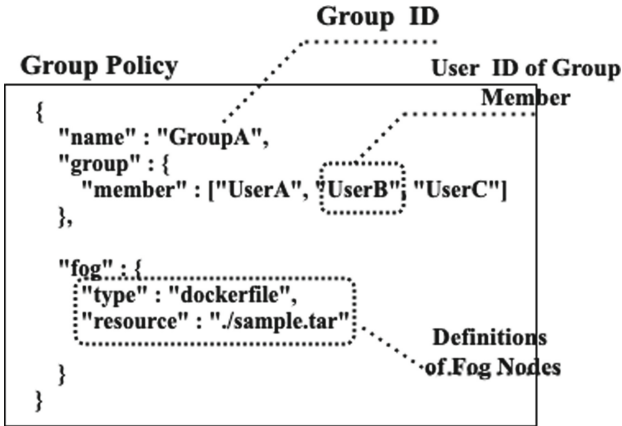 Group ID
Group Policy
User ID of Group
Member
{
"name" : "GroupA",
"group" : {
"member" : ["UserA", "UserB", "UserC"]
},
"fog" : {
"type" : "dockerfile",
"resource" : "./sample.tar"
Definitions
of Fog Nodes
}
}